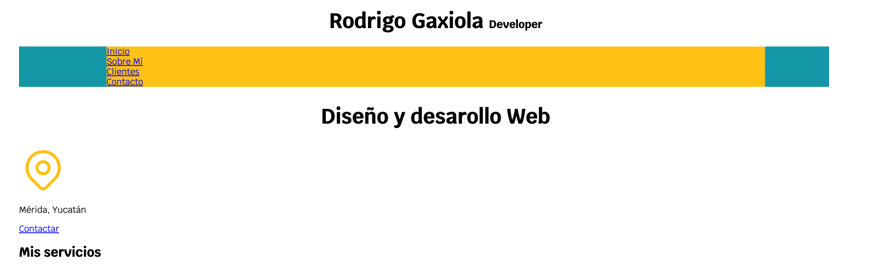 Rodrigo Gaxiola Developer
Inicio
Sobre Mí
Clientes
Contacto
Diseño y desarollo Web
Mérida, Yucatán
Contactar
Mis servicios